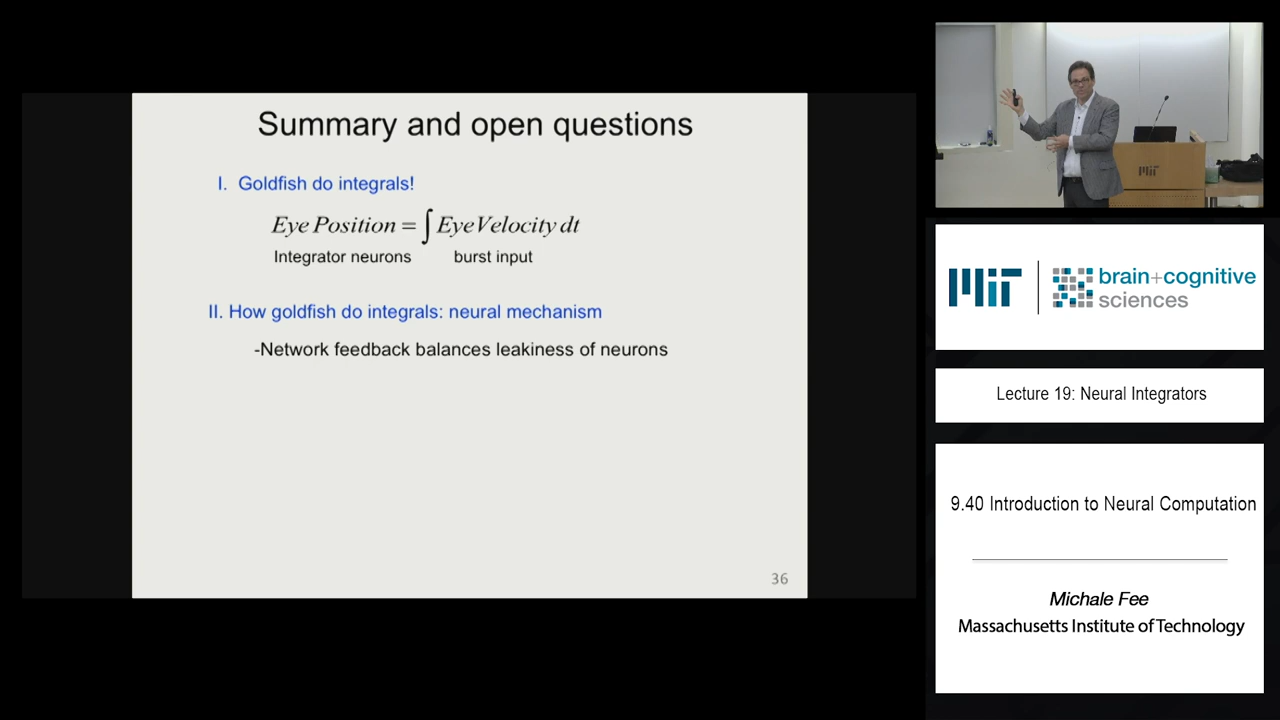 Summary and open questions
I. Goldfish do integrals!
Eye Position = ∫ Eye Velocity dt
Integrator neurons burst input
II. How goldfish do integrals: neural mechanism
-Network feedback balances leakiness of neurons
36
MIT
MIT brain+cognitive
sciences
Lecture 19: Neural Integrators
9.40 Introduction to Neural Computation
Michale Fee
Massachusetts Institute of Technology